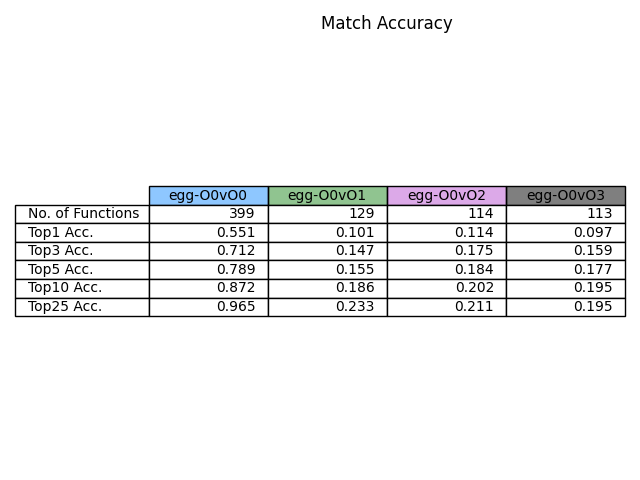 Match Accuracy
egg-O0vO0 egg-O0vO1 egg-O0vO2 egg-O0vO3
No. of Functions 399 129 114 113
Top1 Acc. 0.551 0.101 0.114 0.097
Top3 Acc. 0.712 0.147 0.175 0.159
Top5 Acc. 0.789 0.155 0.184 0.177
Top10 Acc. 0.872 0.186 0.202 0.195
Top25 Acc. 0.965 0.233 0.211 0.195